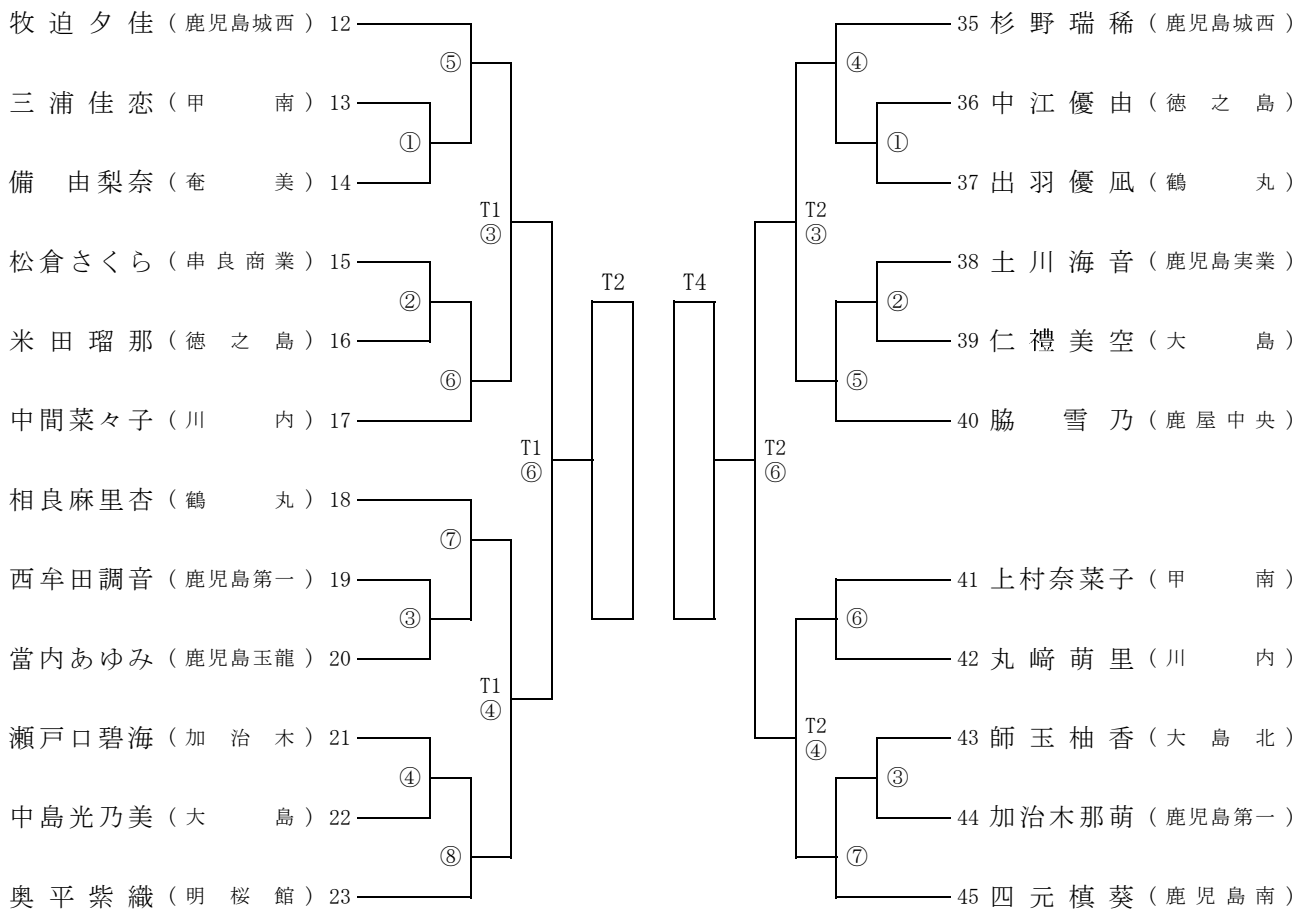 牧迫夕佳（鹿児島城西）12
⑤
三浦佳恋（甲南）13
①
備 由梨奈（奄美）14
T1
③
松倉さくら（串良商業）15
②
米田瑠那（徳之島）16
⑥
中間菜々子（川内）17
T1
⑥
相良麻里杏（鶴丸）18
⑦
西牟田調音（鹿児島第一）19
③
當内あゆみ（鹿児島玉龍）20
T1
④
瀬戸口碧海（加治木）21
④
中島光乃美（大島）22
⑧
奥平紫織（明桜館）23
T2
T4
35 杉野瑞稀（鹿児島城西）
④
36 中江優由（徳之島）
①
37 出羽優凪（鶴丸）
T2
③
38 土川海音（鹿児島実業）
②
39 仁禮美空（大島）
⑤
40 脇 雪乃（鹿屋中央）
T2
⑥
41 上村奈菜子（甲南）
⑥
42 丸﨑萌里（川内）
T2
④
43 師玉柚香（大島北）
③
44 加治木那萌（鹿児島第一）
⑦
45 四元槙葵（鹿児島南）